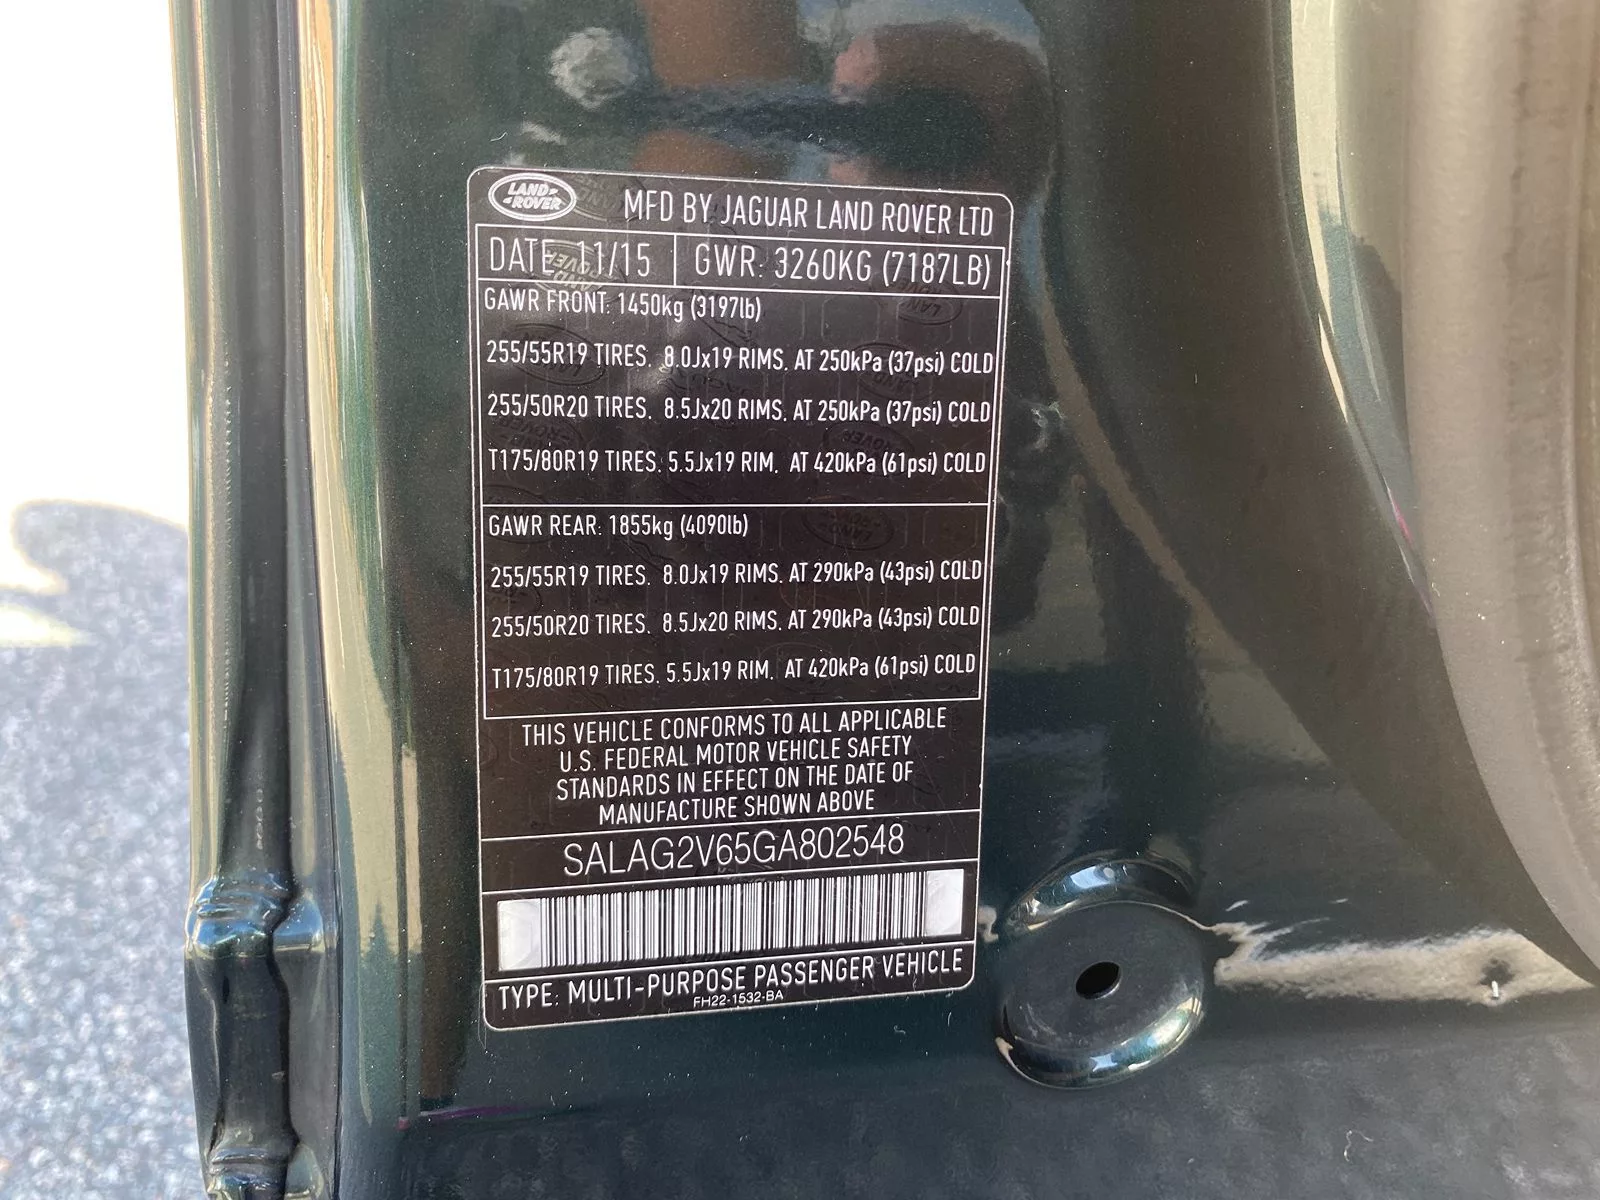 LAND
ROVER
MFD BY JAGUAR LAND ROVER LTD
DATE. 11/15 GWR: 3260KG (7187LB)
GAWR FRONT: 1450kg (3197lb)
255/55R19 TIRES. 8.0Jx19 RIMS. AT 250kPa (37psi) COLD
255/50R20 TIRES. 8.5Jx20 RIMS. AT 250kPa (37psi) COLD
T175/80R19 TIRES. 5.5Jx19 RIM. AT 420kPa (61psi) COLD
GAWR REAR: 1855kg (4090lb)
255/55R19 TIRES. 8.0Jx19 RIMS. AT 290kPa (43psi) COLD
255/50R20 TIRES. 8.5Jx20 RIMS. AT 290kPa (43psi) COLD
T175/80R19 TIRES. 5.5Jx19 RIM. AT 420kPa (61psi) COLD
THIS VEHICLE CONFORMS TO ALL APPLICABLE
U.S. FEDERAL MOTOR VEHICLE SAFETY
STANDARDS IN EFFECT ON THE DATE OF
MANUFACTURE SHOWN ABOVE
SALAG2V65GA802548
TYPE: MULTI-PURPOSE PASSENGER VEHICLE
FH22-1532-BA